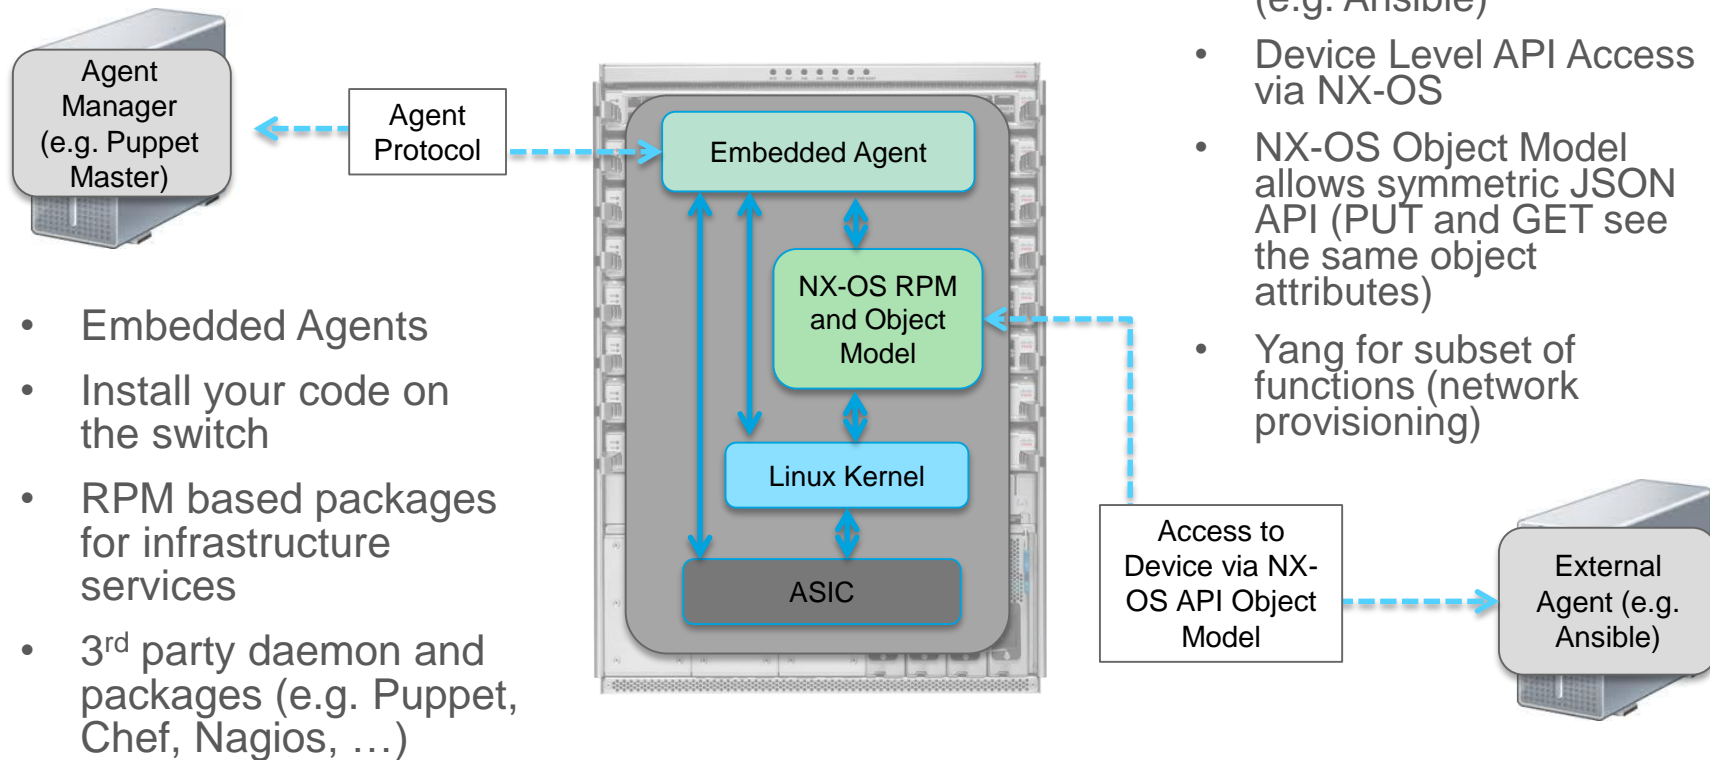 Agent
Manager
(e.g. Puppet
Master)
Agent
Protocol
• Embedded Agents
• Install your code on
the switch
• RPM based packages
for infrastructure
services
• 3rd party daemon and
packages (e.g. Puppet,
Chef, Nagios, …)
Embedded Agent
NX-OS RPM
and Object
Model
Linux Kernel
ASIC
(e.g. Ansible)
• Device Level API Access
via NX-OS
• NX-OS Object Model
allows symmetric JSON
API (PUT and GET see
the same object
attributes)
• Yang for subset of
functions (network
provisioning)
Access to
Device via NX-
OS API Object
Model
External
Agent (e.g.
Ansible)